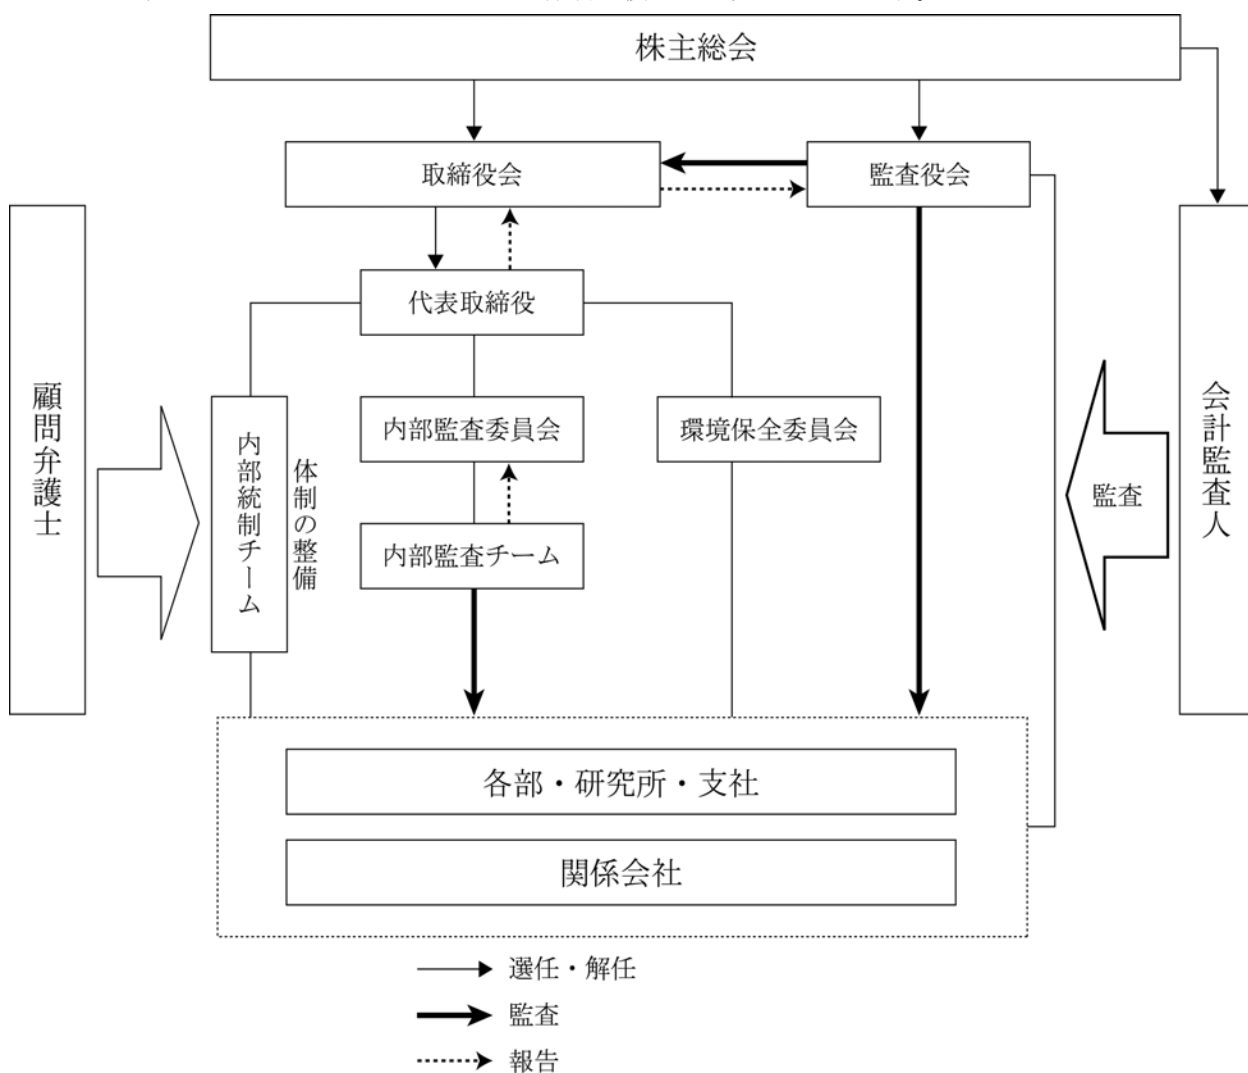 株主総会
取締役会
監査役会
代表取締役
顧問弁護士
内部統制チーム
体制の整備
内部監査委員会
環境保全委員会
内部監査チーム
監査
会計監査人
各部・研究所・支社
関係会社
選任・解任
監査
報告